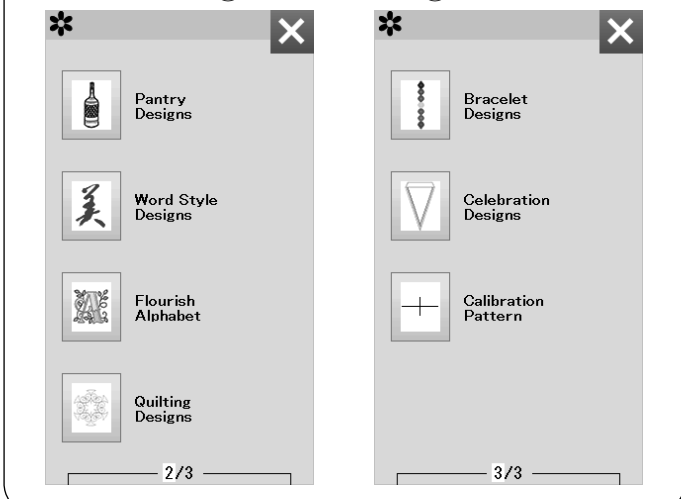 Pantry
Designs
美
Word Style
Designs
Flourish
Alphabet
Quilting
Designs
2/3
Bracelet
Designs
Celebration
Designs
Calibration
Pattern
3/3